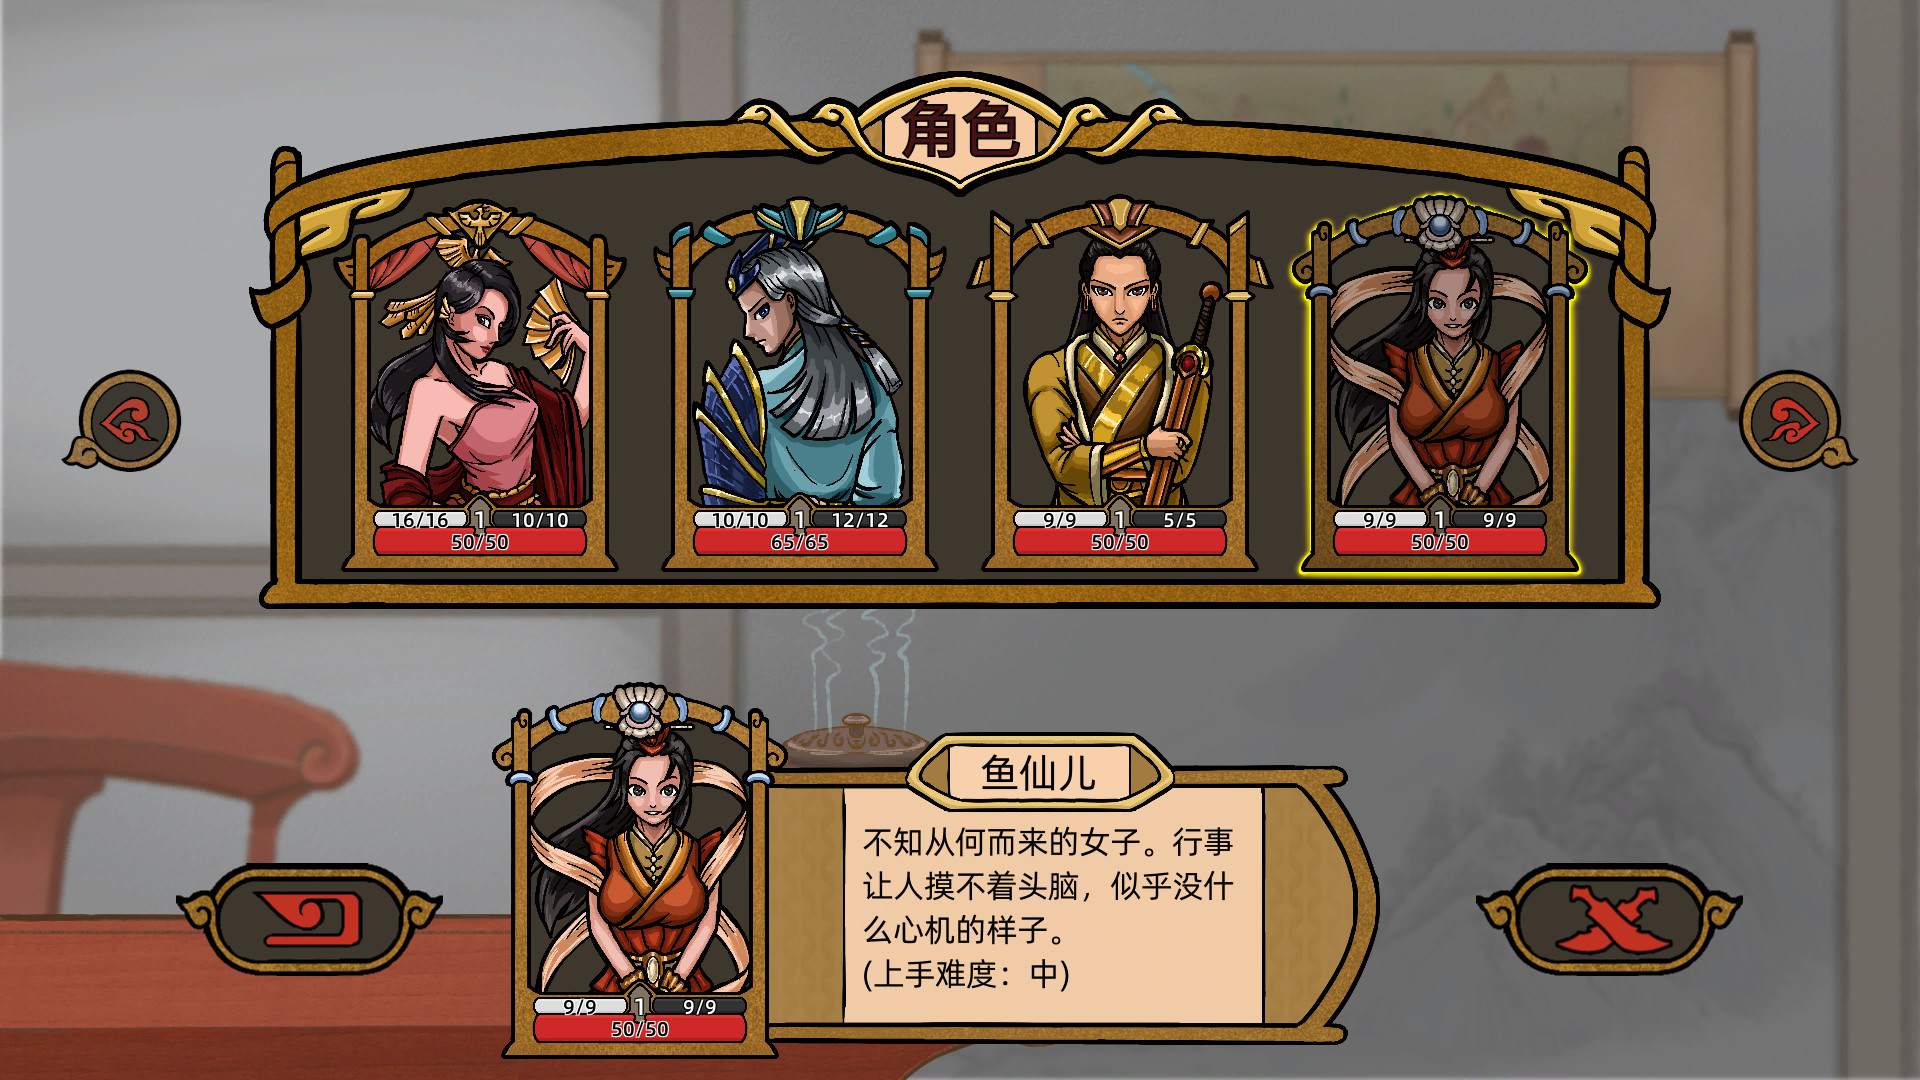 角色
16/16 1 10/10
50/50
10/10 1 12/12
65/65
9/9 1 5/5
50/50
9/9 1 9/9
50/50
鱼仙儿
不知从何而来的女子。行事
让人摸不着头脑，似乎没什
么心机的样子。
(上手难度：中)
9/9 1 9/9
50/50